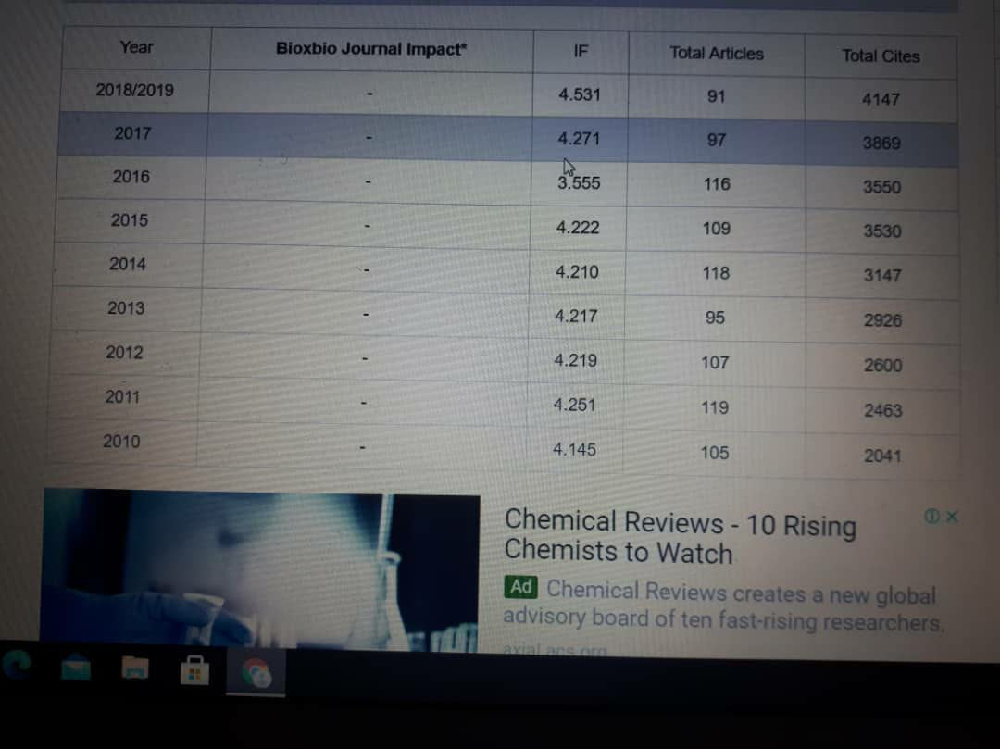 Year Bioxbio Journal Impact* IF Total Articles Total Cites
2018/2019 - 4.531 91 4147
2017 - 4.271 97 3869
2016 - 3.555 116 3550
2015 - 4.222 109 3530
2014 - 4.210 118 3147
2013 - 4.217 95 2926
2012 - 4.219 107 2600
2011 - 4.251 119 2463
2010 - 4.145 105 2041
Chemical Reviews - 10 Rising
Chemists to Watch
Ad Chemical Reviews creates a new global
advisory board of ten fast-rising researchers.
axial.acs.org